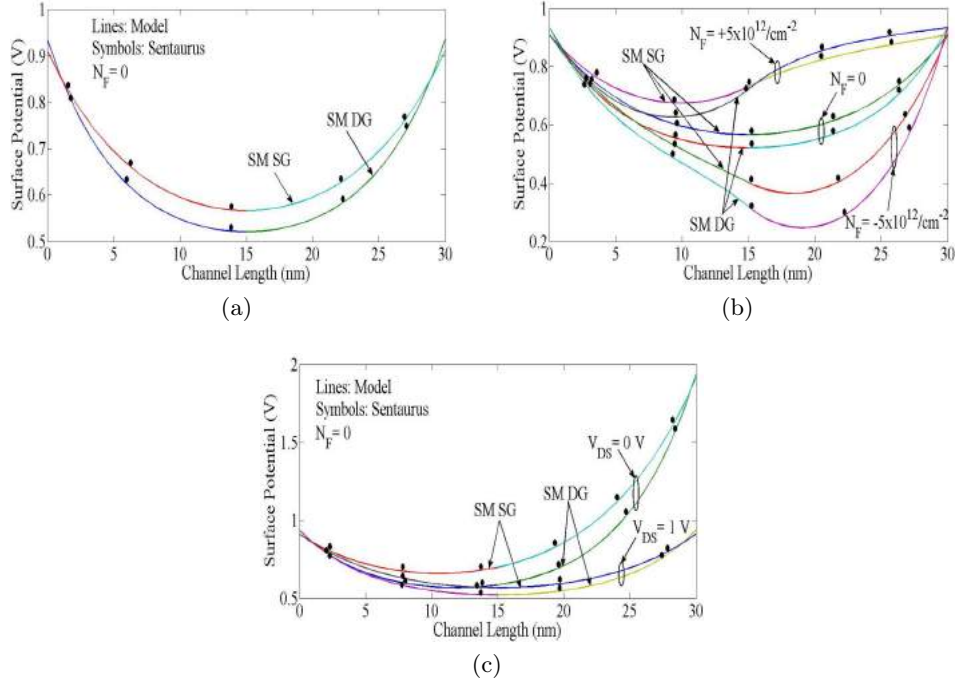 1
0.9
0.8
0.7
0.6
0.5
Surface Potential (V)
Lines: Model
Symbols: Sentaurus
N_F= 0
SM DG
SM SG
0 5 10 15 20 25 30
Channel Length (nm)
(a)
1
0.8
0.6
0.4
0.2
Surface Potential (V)
N_F= +5x10^12/cm^-2
SM SG
N_F= 0
SM DG
N_F= -5x10^12/cm^-2
0 5 10 15 20 25 30
Channel Length (nm)
(b)
2
1.5
1
0.5
Surface Potential (V)
Lines: Model
Symbols: Sentaurus
N_F= 0
V_DS= 0 V
SM SG
SM DG
V_DS= 1 V
0 5 10 15 20 25 30
Channel Length (nm)
(c)